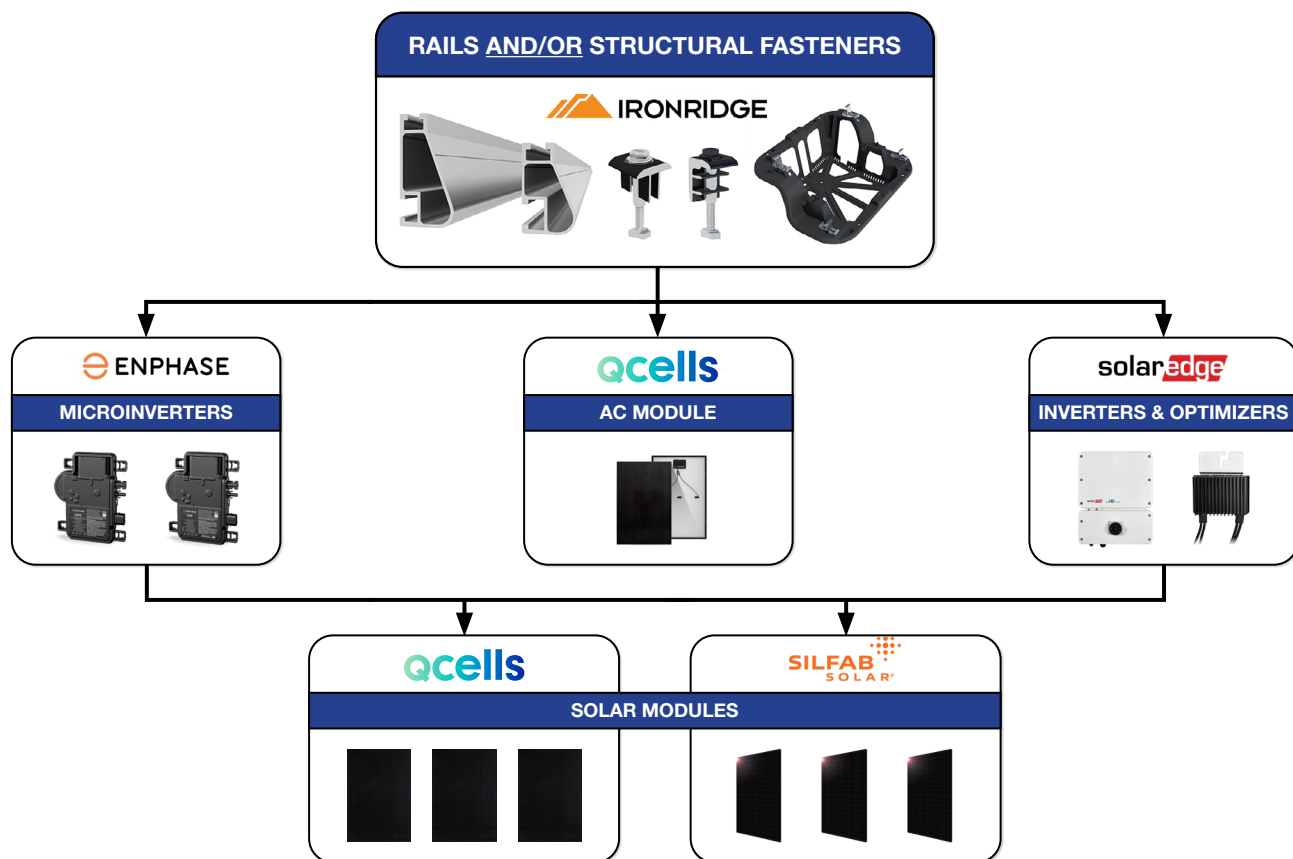 RAILS AND/OR STRUCTURAL FASTENERS
IRONRIDGE
ENPHASE
MICROINVERTERS
Qcells
AC MODULE
solaredge
INVERTERS & OPTIMIZERS
Qcells
SILFAB
SOLAR®
SOLAR MODULES